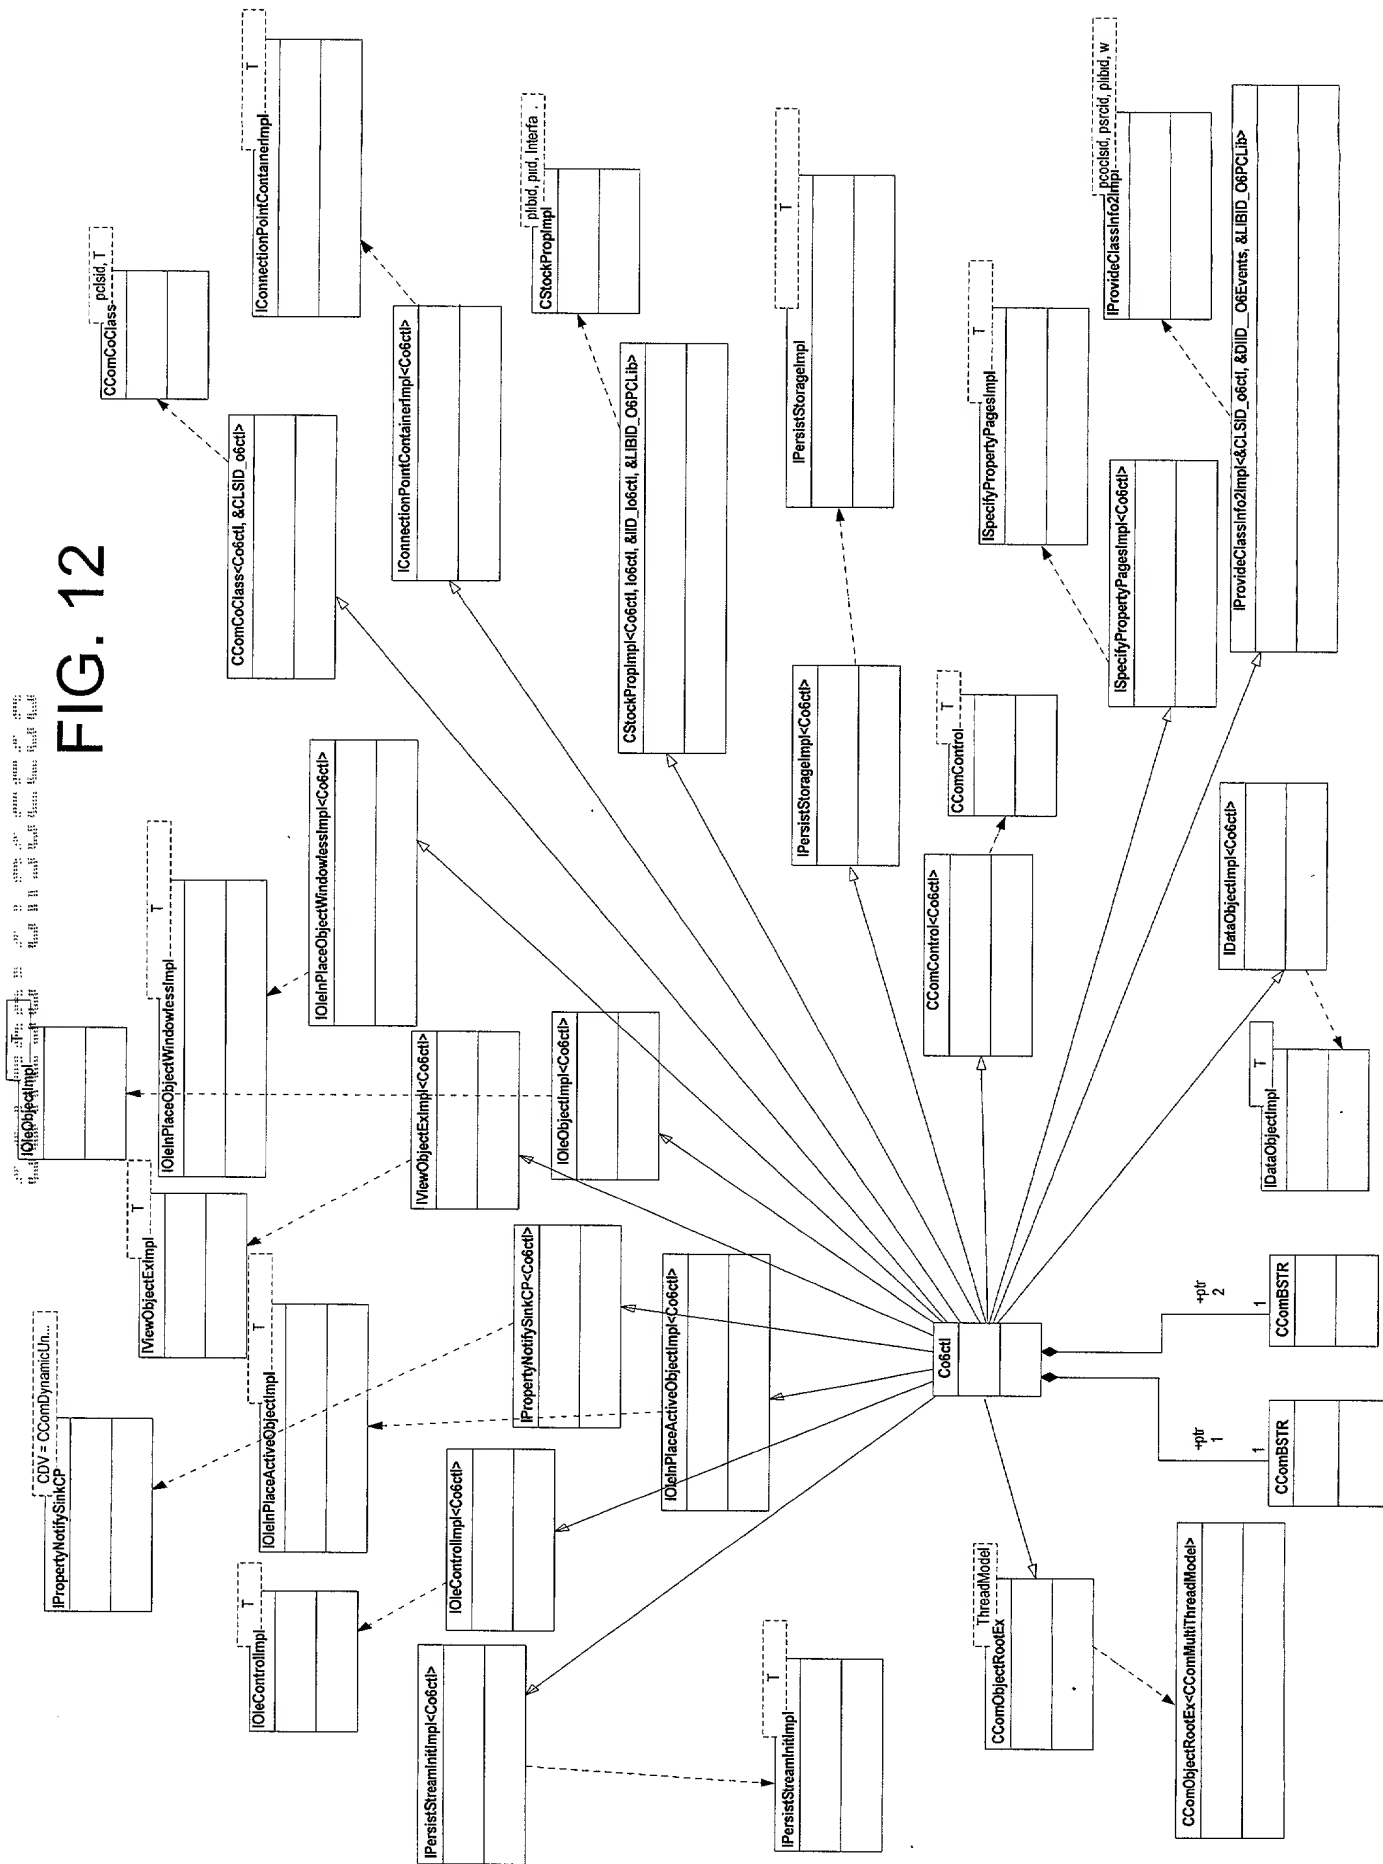 FIG. 12
pclsid, T
CComCoClass
T
IConnectionPointContainerImpl
plibid, piid, Interfa
CStockPropImpl
T
IPersistStorageImpl
T
ISpecifyPropertyPagesImpl
pcoclsid, psrcid, plibid, w
IProvideClassInfo2Impl
CComCoClass<Co6ctl, &CLSID_o6ctl>
IConnectionPointContainerImpl<Co6ctl>
CStockPropImpl<Co6ctl, Io6ctl, &IID_Io6ctl, &LIBID_O6PCLib>
IPersistStorageImpl<Co6ctl>
T
CComControl
ISpecifyPropertyPagesImpl<Co6ctl>
IProvideClassInfo2Impl<&CLSID_o6ctl, &DIID__O6Events, &LIBID_O6PCLib>
T
IOleObjectImpl
T
IOleInPlaceObjectWindowlessImpl
IOleInPlaceObjectWindowlessImpl<Co6ctl>
T
IViewObjectExImpl
IViewObjectExImpl<Co6ctl>
IOleObjectImpl<Co6ctl>
CComControl<Co6ctl>
IDataObjectImpl<Co6ctl>
T
IDataObjectImpl
CDV = CComDynamicUn...
IPropertyNotifySinkCP
T
IOleInPlaceActiveObjectImpl
IPropertyNotifySinkCP<Co6ctl>
IOleInPlaceActiveObjectImpl<Co6ctl>
Co6ctl
+ptr
2
1
CComBSTR
+ptr
1
1
CComBSTR
T
IOleControlImpl
IOleControlImpl<Co6ctl>
IPersistStreamInitImpl<Co6ctl>
T
IPersistStreamInitImpl
ThreadModel
CComObjectRootEx
CComObjectRootEx<CComMultiThreadModel>